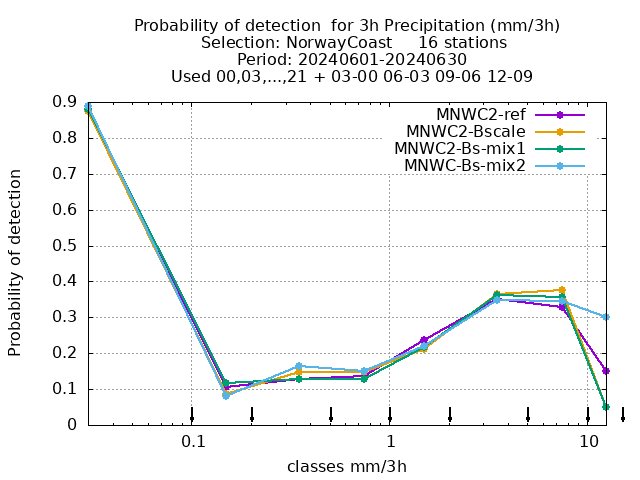 Probability of detection  for 3h Precipitation (mm/3h)
Selection: NorwayCoast     16 stations
Period: 20240601-20240630
Used 00,03,...,21 + 03-00 06-03 09-06 12-09
MNWC2-ref
MNWC2-Bscale
MNWC2-Bs-mix1
MNWC-Bs-mix2
Probability of detection
0.9
0.8
0.7
0.6
0.5
0.4
0.3
0.2
0.1
0
0.1 1 10
classes mm/3h